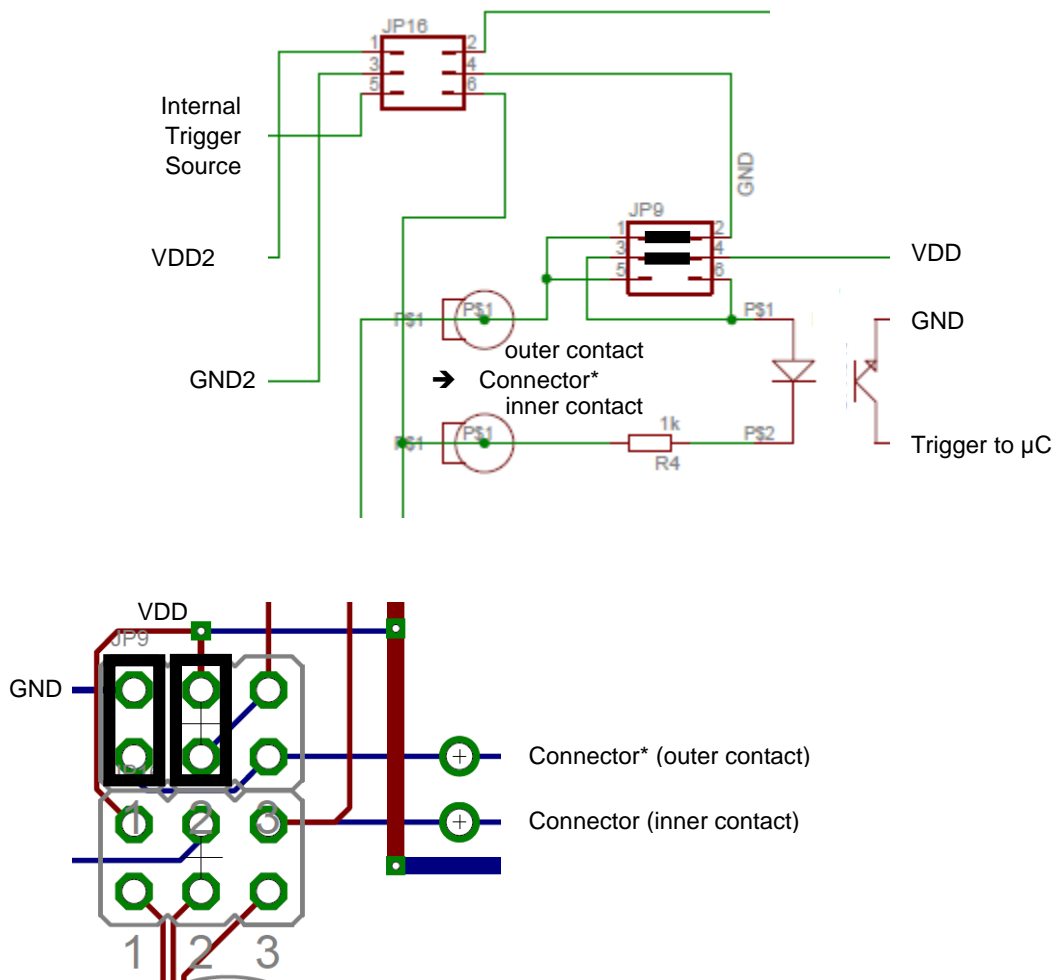 JP16
1 2
3 4
5 6
Internal
Trigger
Source
GND
JP9
1 2
3 4
5 6
VDD2
VDD
P$1 P$1
P$1
GND
outer contact
GND2
➔ Connector*
inner contact
1k
P$1 P$1
P$2
R4
Trigger to µC
VDD
JP9
GND
Connector* (outer contact)
1 2 3
Connector (inner contact)
1 2 3